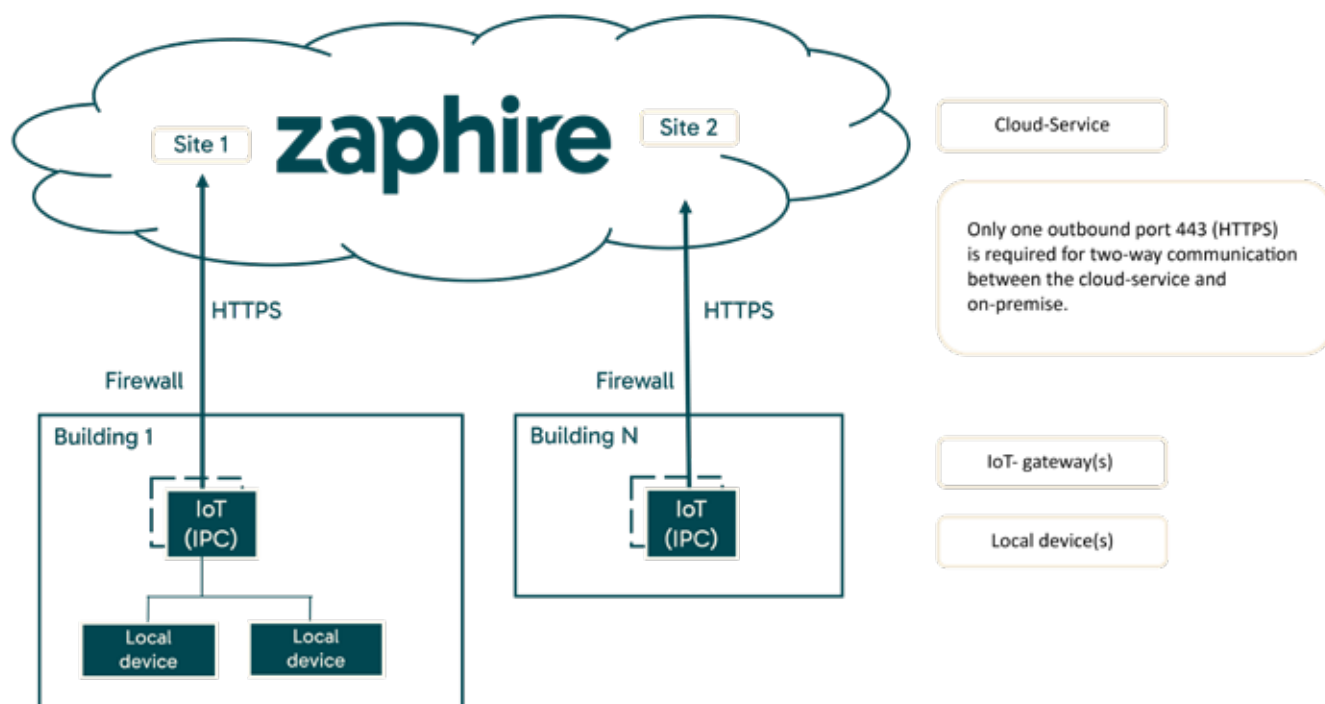 Site 1
zaphire
Site 2
Cloud-Service
Only one outbound port 443 (HTTPS)
is required for two-way communication
between the cloud-service and
on-premise.
HTTPS
HTTPS
Firewall
Firewall
Building 1
Building N
IoT
(IPC)
IoT
(IPC)
IoT- gateway(s)
Local device(s)
Local
device
Local
device